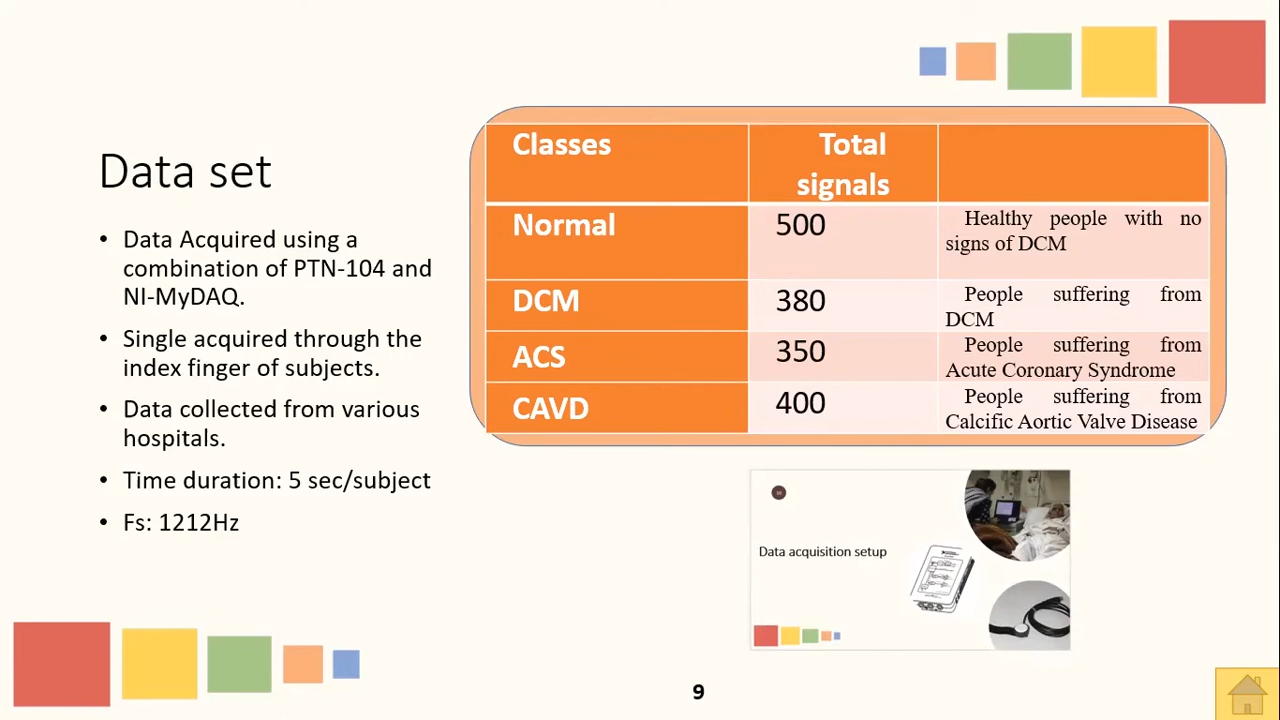 Data set
• Data Acquired using a
combination of PTN-104 and
NI-MyDAQ.
• Single acquired through the
index finger of subjects.
• Data collected from various
hospitals.
• Time duration: 5 sec/subject
• Fs: 1212Hz
Classes
Total
signals
Normal
500
Healthy people with no
signs of DCM
DCM
380
People suffering from
DCM
ACS
350
People suffering from
Acute Coronary Syndrome
CAVD
400
People suffering from
Calcific Aortic Valve Disease
Data acquisition setup
9